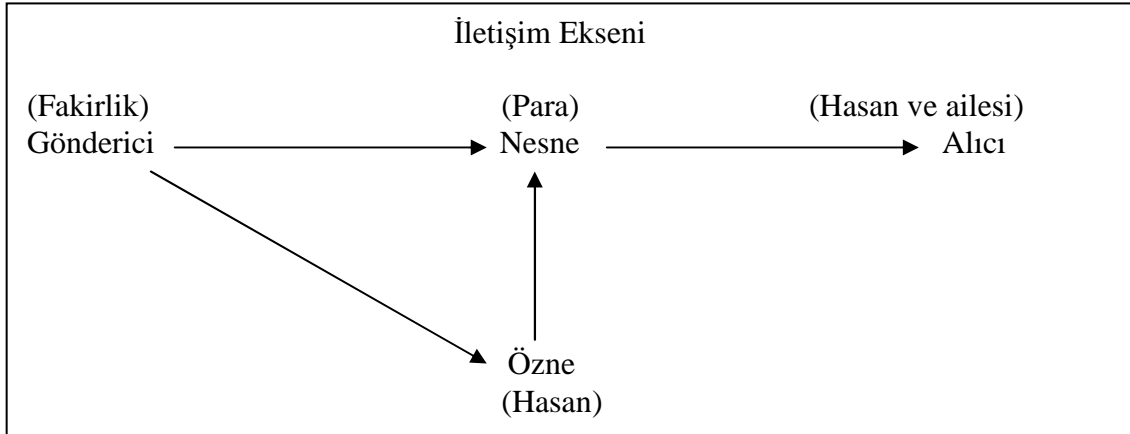 İletişim Ekseni
(Fakirlik) (Para) (Hasan ve ailesi)
Gönderici Nesne Alıcı
Özne
(Hasan)